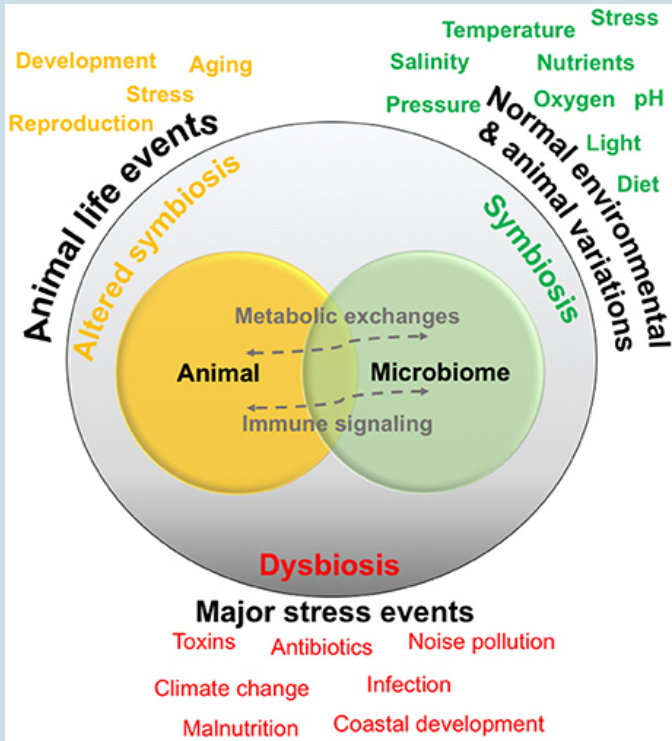 Development
Aging
Stress
Reproduction
Animal life events
Altered symbiosis
Temperature
Stress
Salinity
Nutrients
Pressure
Oxygen
pH
Light
Diet
Normal environmental
& animal variations
Symbiosis
Metabolic exchanges
Animal
Microbiome
Immune signaling
Dysbiosis
Major stress events
Toxins
Antibiotics
Noise pollution
Climate change
Infection
Malnutrition
Coastal development